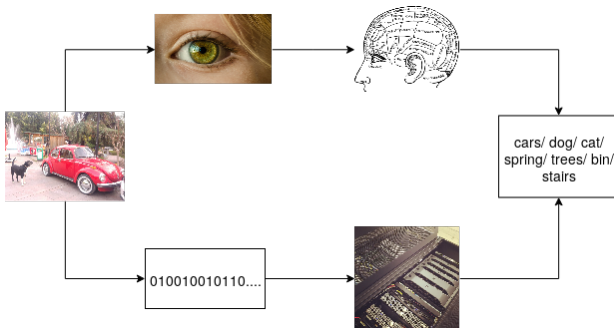 cars/ dog/ cat/
spring/ trees/ bin/
stairs
010010010110....